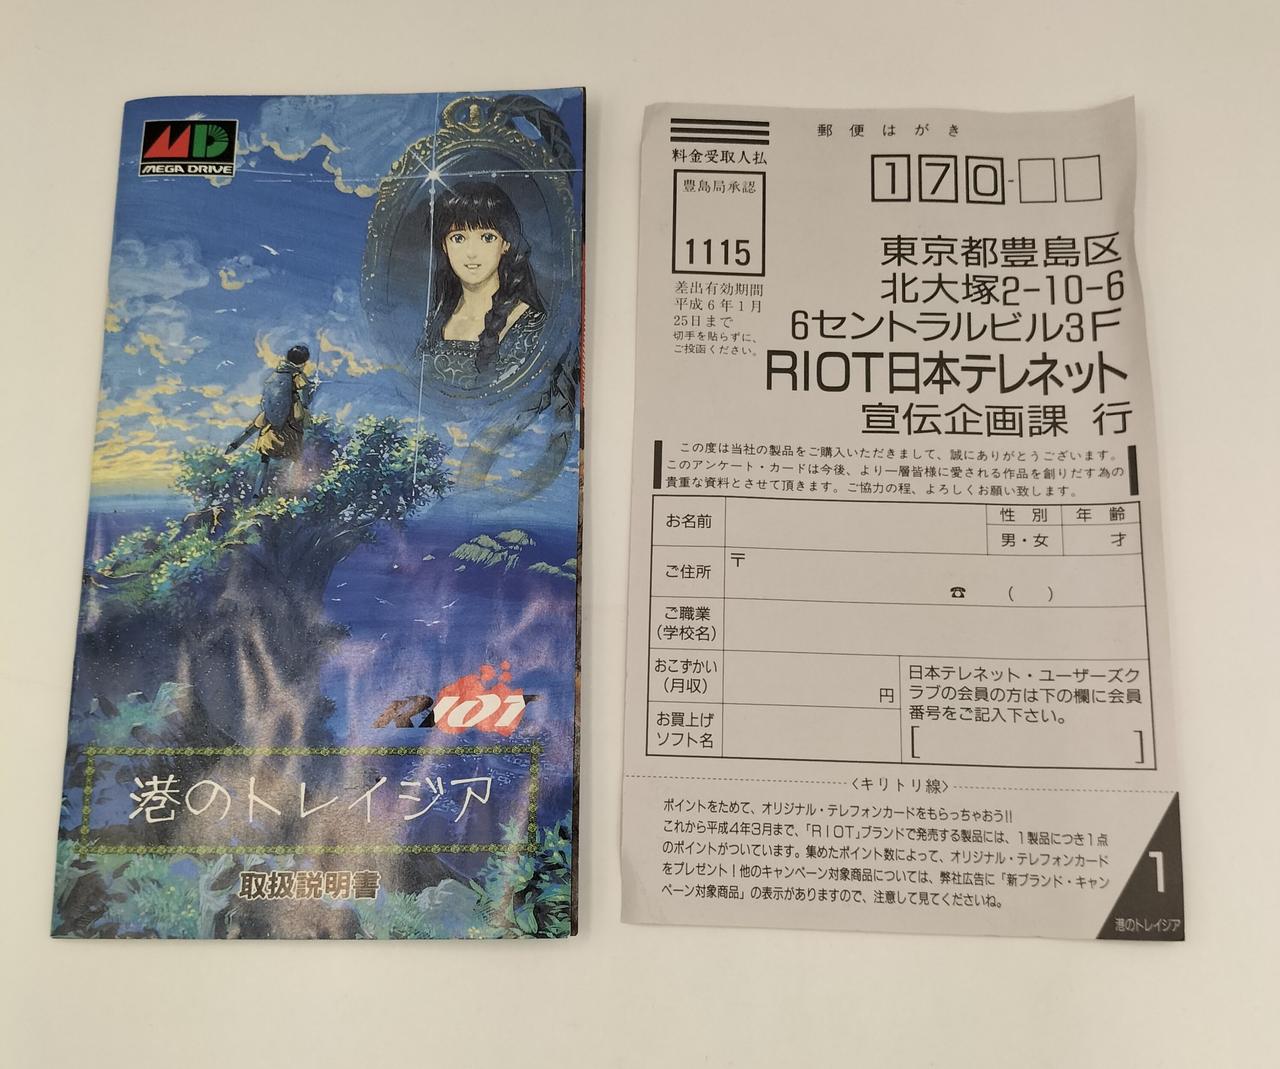 MD
MEGA DRIVE
RIOT
港のトレイジア
取扱説明書
郵便はがき
料金受取人払
豊島局承認
1115
差出有効期間
平成6年1月
25日まで
切手を貼らずに、
ご投函ください。
170-
東京都豊島区
北大塚2-10-6
6セントラルビル3F
RIOT日本テレネット
宣伝企画課 行
この度は当社の製品をご購入いただきまして、誠にありがとうございます。
このアンケート・カードは今後、より一層皆様に愛される作品を創りだす為の
貴重な資料とさせて頂きます。ご協力の程、よろしくお願い致します。
お名前
性別
年齢
男・女
才
ご住所
〒
☎ ( )
ご職業
(学校名)
おこずかい
(月収)
円
お買上げ
ソフト名
日本テレネット・ユーザーズク
ラブの会員の方は下の欄に会員
番号をご記入下さい。
[ ]
〈キリトリ線〉
ポイントをためて、オリジナル・テレフォンカードをもらっちゃおう!!
これから平成4年3月まで、「RIOT」ブランドで発売する製品には、1製品につき1点
のポイントがついています。集めたポイント数によって、オリジナル・テレフォンカード
をプレゼント!他のキャンペーン対象商品については、弊社広告に「新ブランド・キャン
ペーン対象商品」の表示がありますので、注意して見てくださいね。
1
港のトレイジア